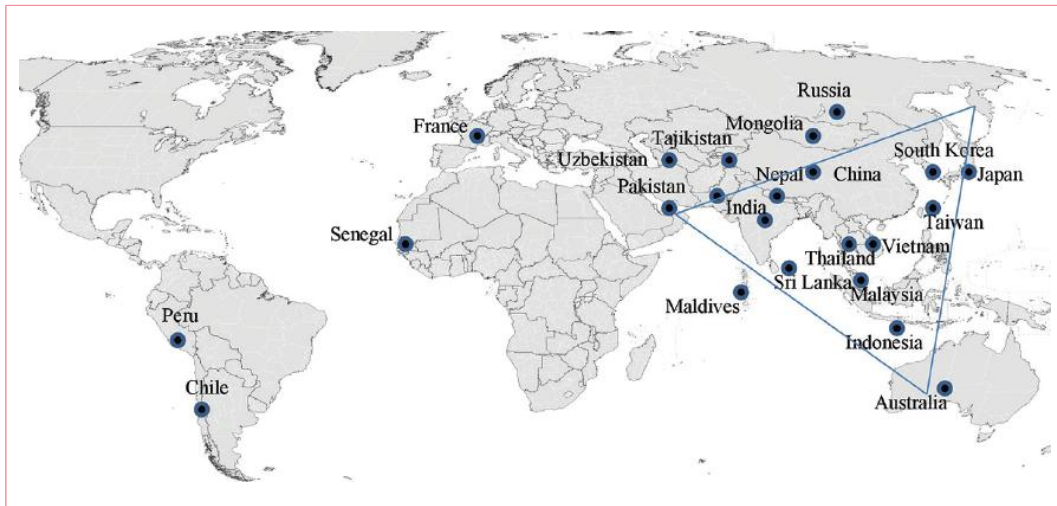 Russia
France
Mongolia
Tajikistan
Uzbekistan
South Korea
Nepal
China
Japan
Pakistan
India
Taiwan
Senegal
Vietnam
Thailand
Sri Lanka
Malaysia
Maldives
Peru
Indonesia
Chile
Australia